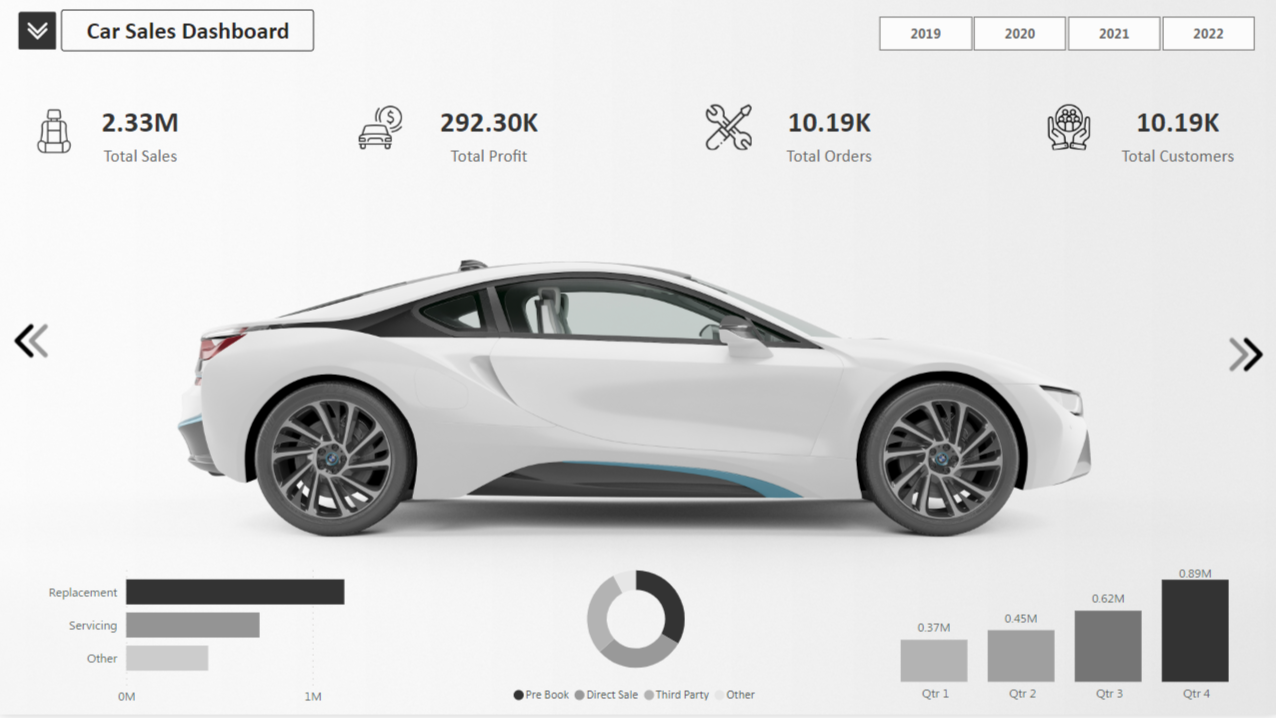 Car Sales Dashboard
2019 2020 2021 2022
2.33M
Total Sales
292.30K
Total Profit
10.19K
Total Orders
10.19K
Total Customers
Replacement
Servicing
Other
0M 1M
Pre Book Direct Sale Third Party Other
0.37M
0.45M
0.62M
0.89M
Qtr 1 Qtr 2 Qtr 3 Qtr 4